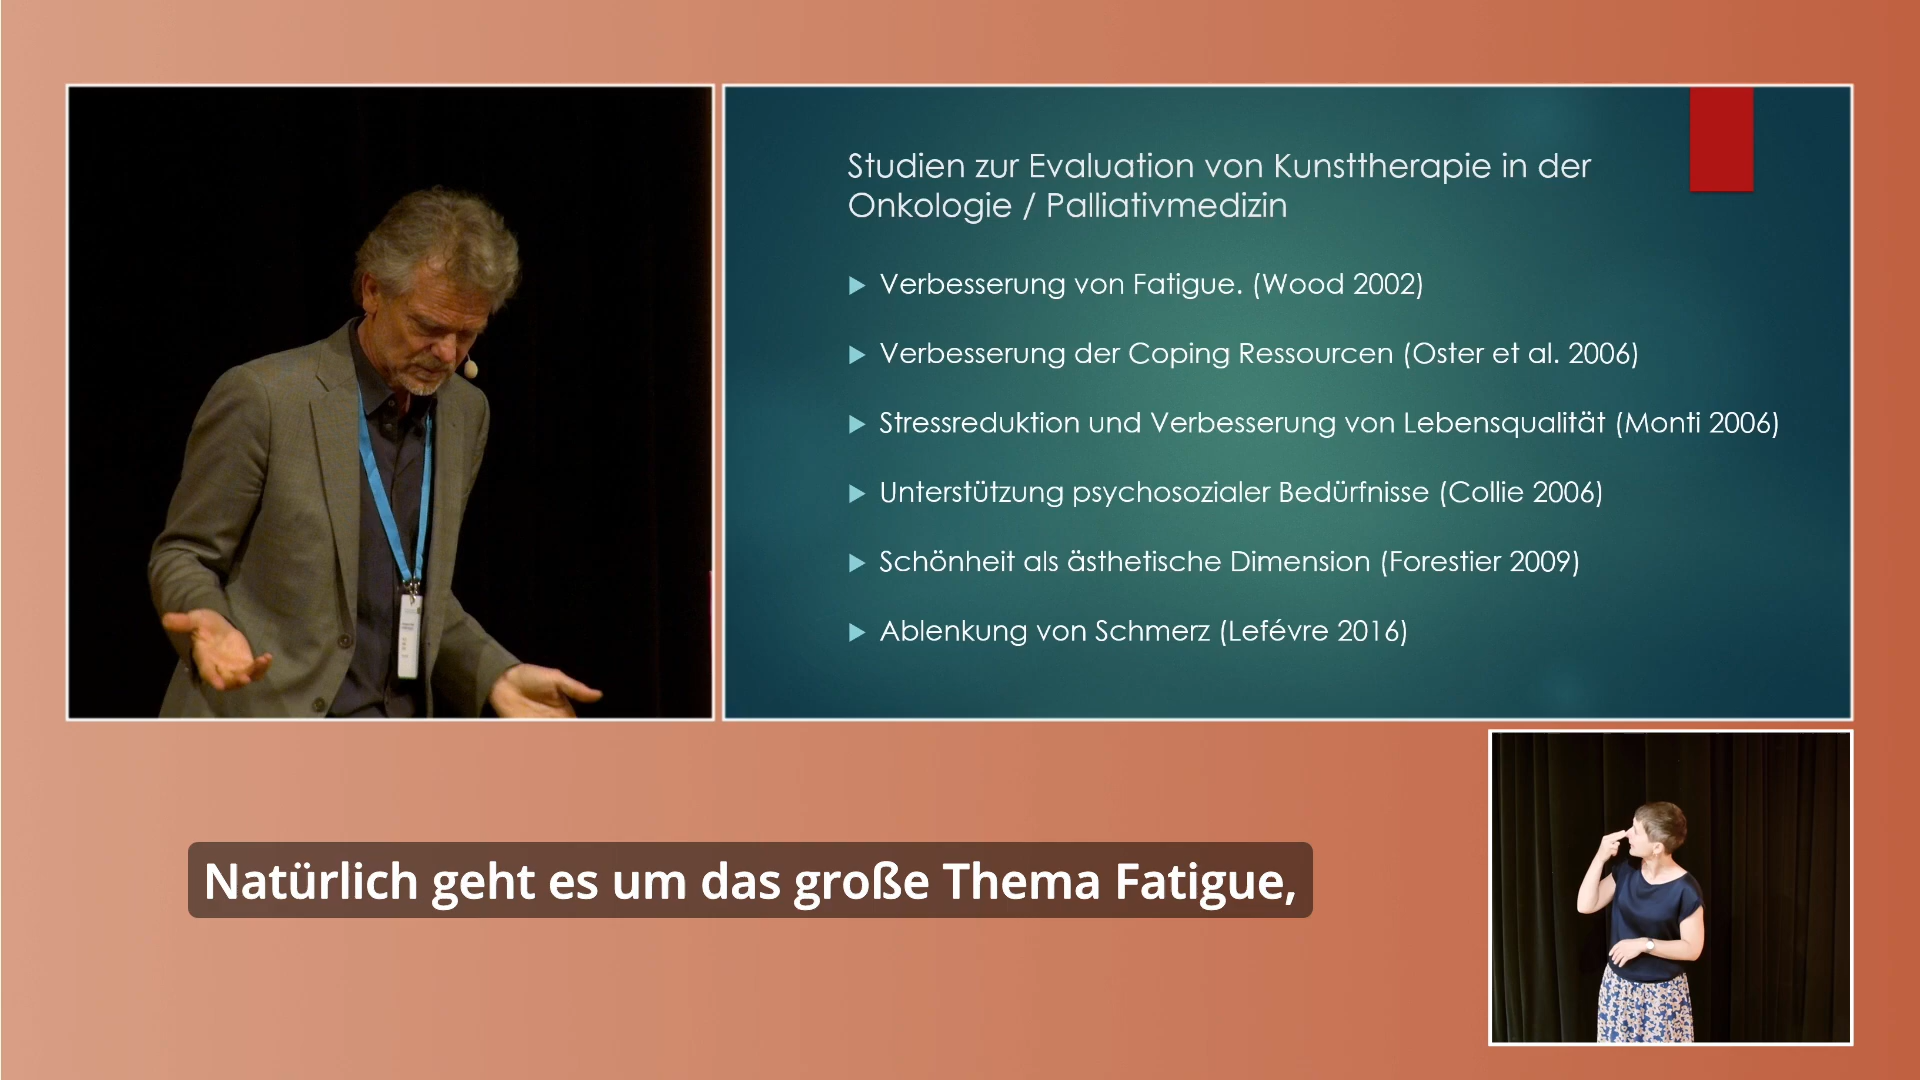 Studien zur Evaluation von Kunsttherapie in der
Onkologie / Palliativmedizin
Verbesserung von Fatigue. (Wood 2002)
Verbesserung der Coping Ressourcen (Oster et al. 2006)
Stressreduktion und Verbesserung von Lebensqualität (Monti 2006)
Unterstützung psychosozialer Bedürfnisse (Collie 2006)
Schönheit als ästhetische Dimension (Forestier 2009)
Ablenkung von Schmerz (Lefévre 2016)
Natürlich geht es um das große Thema Fatigue,